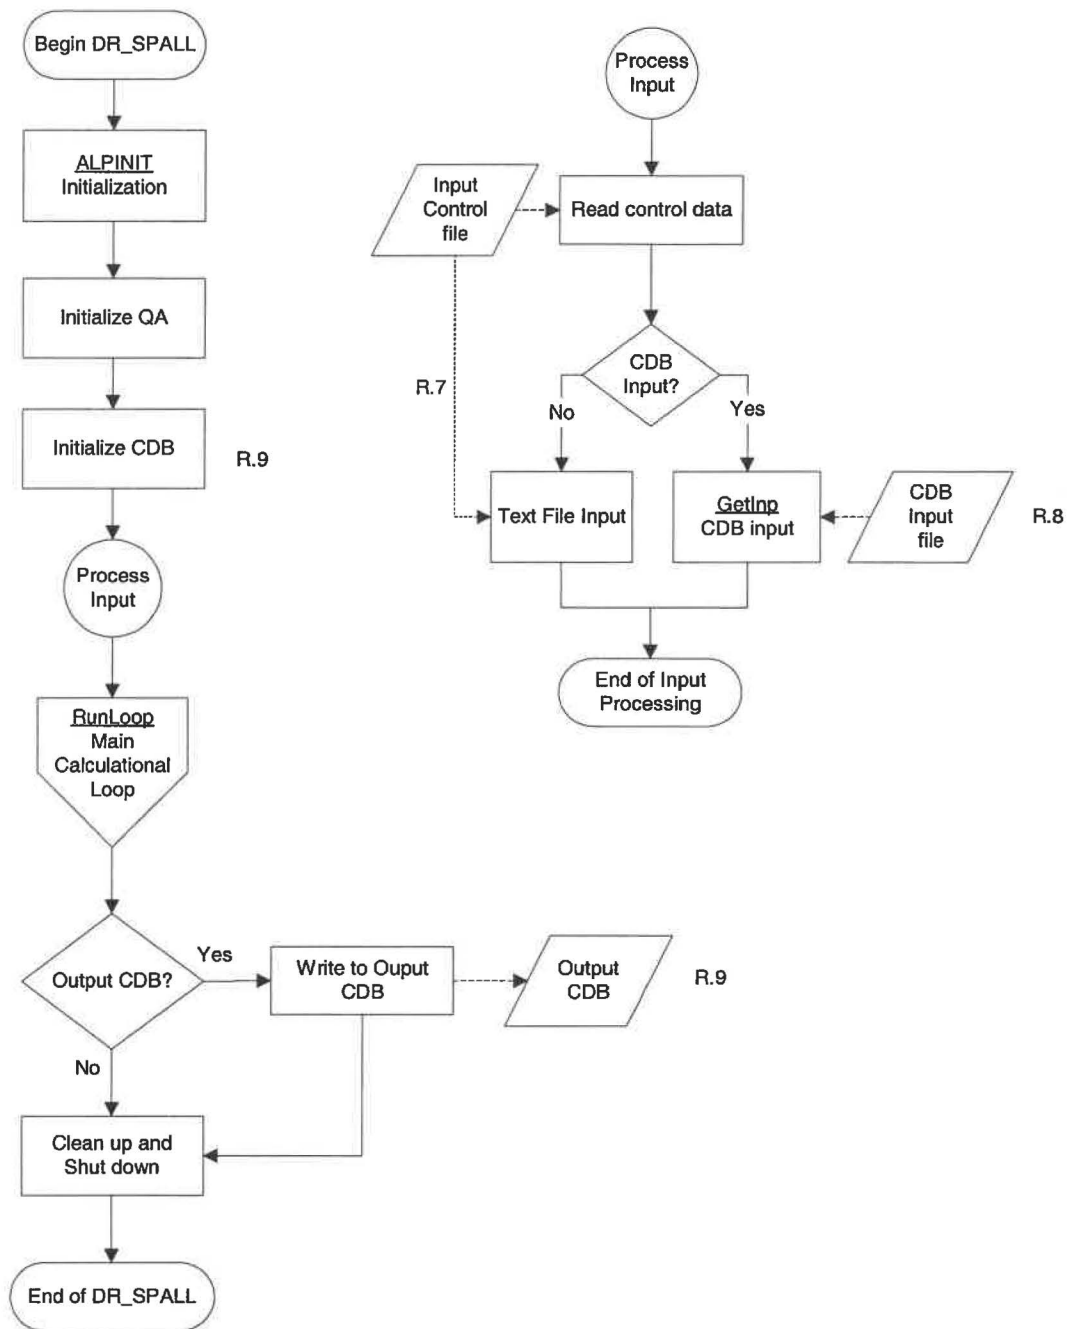 Begin DR_SPALL
ALPINIT
Initialization
Initialize QA
Initialize CDB
R.9
Process
Input
RunLoop
Main
Calculational
Loop
Output CDB?
Yes
No
Write to Ouput
CDB
Output
CDB
R.9
Clean up and
Shut down
End of DR_SPALL
Process
Input
Input
Control
file
Read control data
CDB
Input?
R.7
No
Yes
Text File Input
GetInp
CDB input
CDB
Input
file
R.8
End of Input
Processing